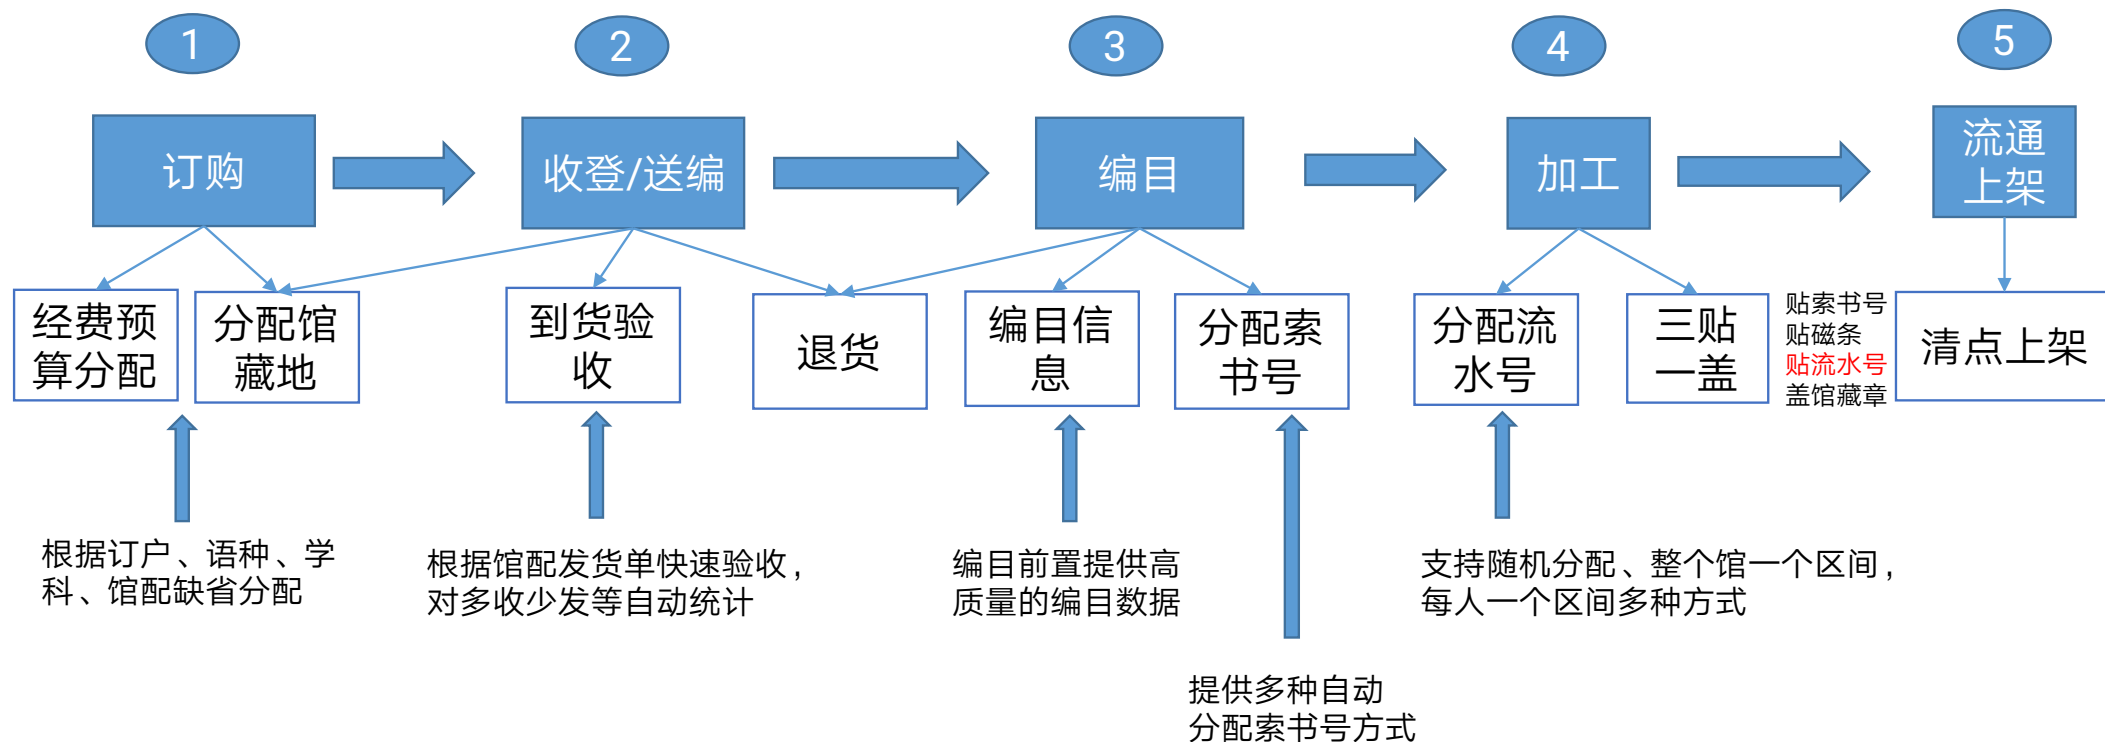 1
2
3
4
5
订购
收登/送编
编目
加工
流通
上架
经费预
算分配
分配馆
藏地
到货验
收
退货
编目信
息
分配索
书号
分配流
水号
三贴
一盖
贴索书号
贴磁条
贴流水号
盖馆藏章
清点上架
根据订户、语种、学
科、馆配缺省分配
根据馆配发货单快速验收，
对多收少发等自动统计
编目前置提供高
质量的编目数据
支持随机分配、整个馆一个区间，
每人一个区间多种方式
提供多种自动
分配索书号方式